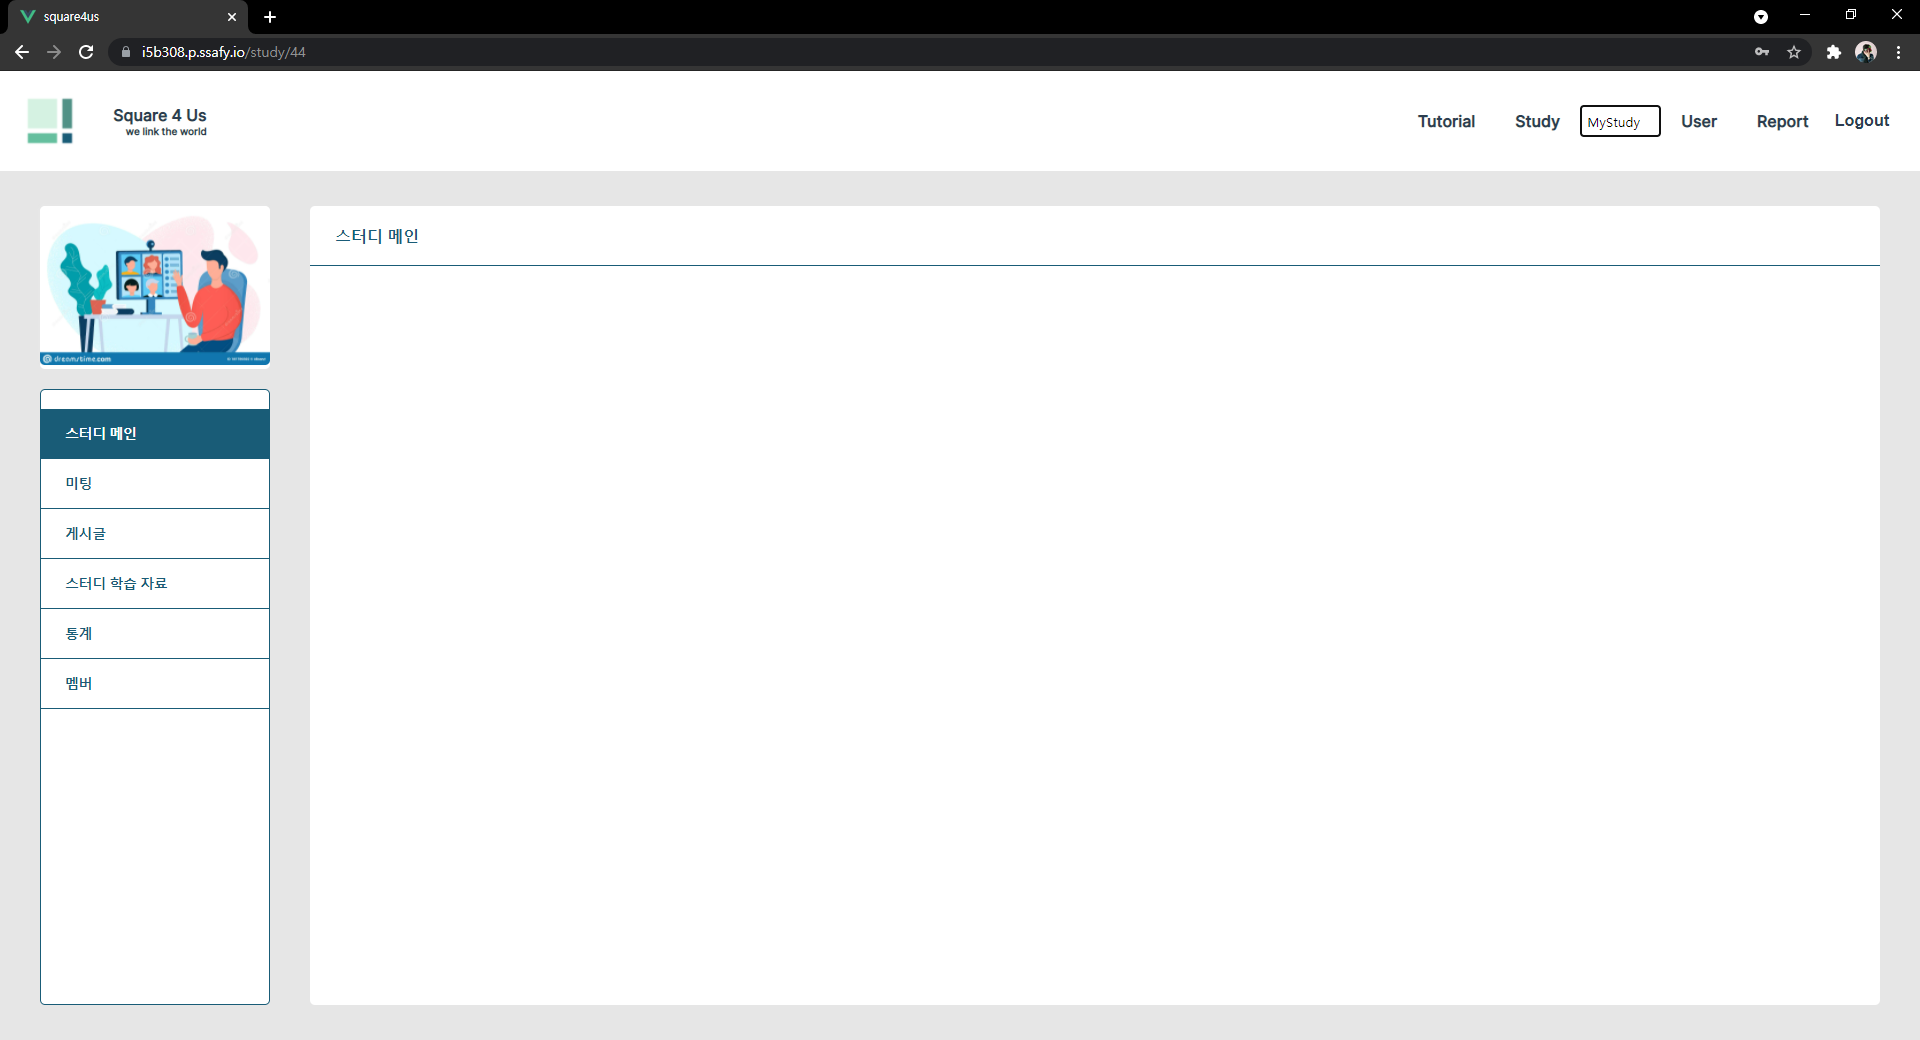 square4us
i5b308.p.ssafy.io/study/44
Square 4 Us
we link the world
Tutorial
Study
MyStudy
User
Report
Logout
dreamstime.com
스터디 메인
스터디 메인
미팅
게시글
스터디 학습 자료
통계
멤버